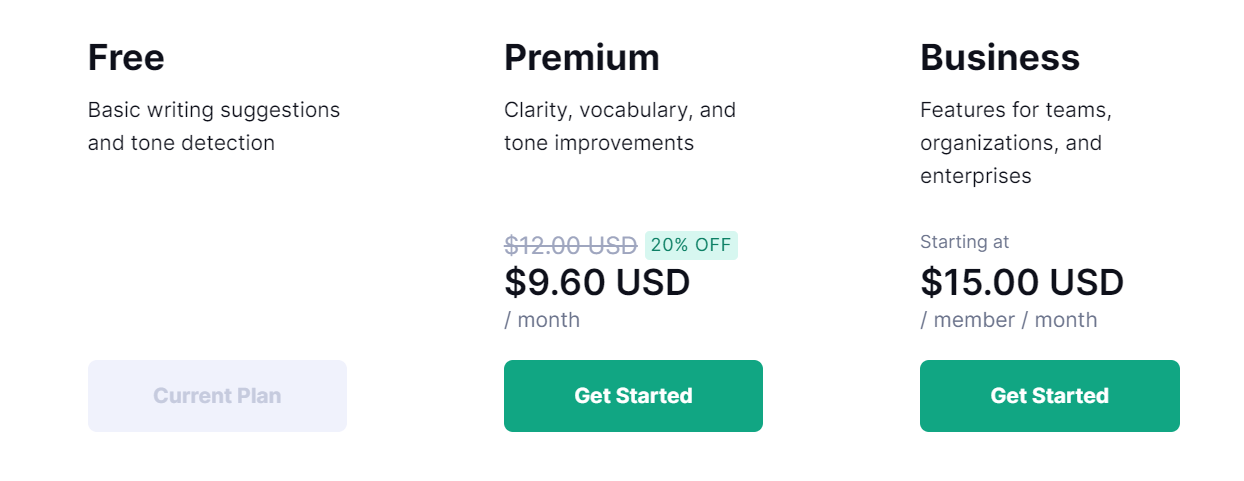 Free
Basic writing suggestions
and tone detection
Current Plan
Premium
Clarity, vocabulary, and
tone improvements
$12.00 USD 20% OFF
$9.60 USD
/ month
Get Started
Business
Features for teams,
organizations, and
enterprises
Starting at
$15.00 USD
/ member / month
Get Started